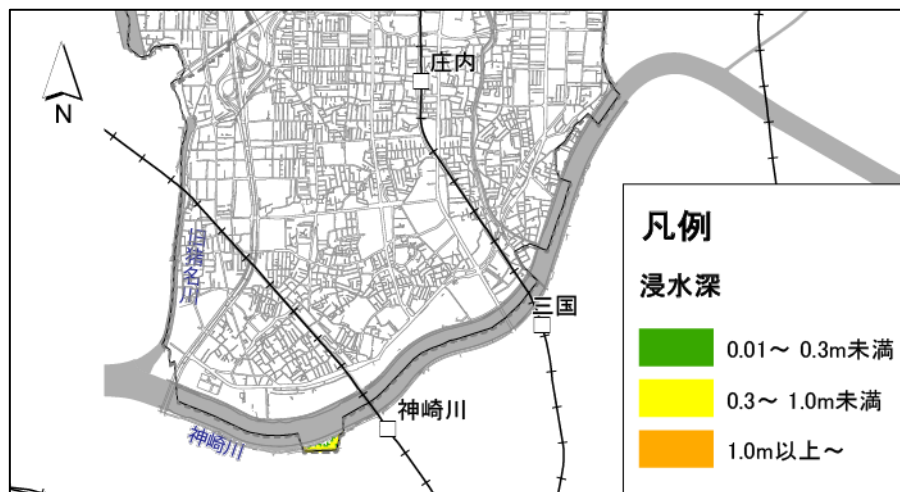 庄内
N
旧猪名川
三国
神崎川
神崎川
凡例
浸水深
0.01～ 0.3m未満
0.3～ 1.0m未満
1.0m以上～